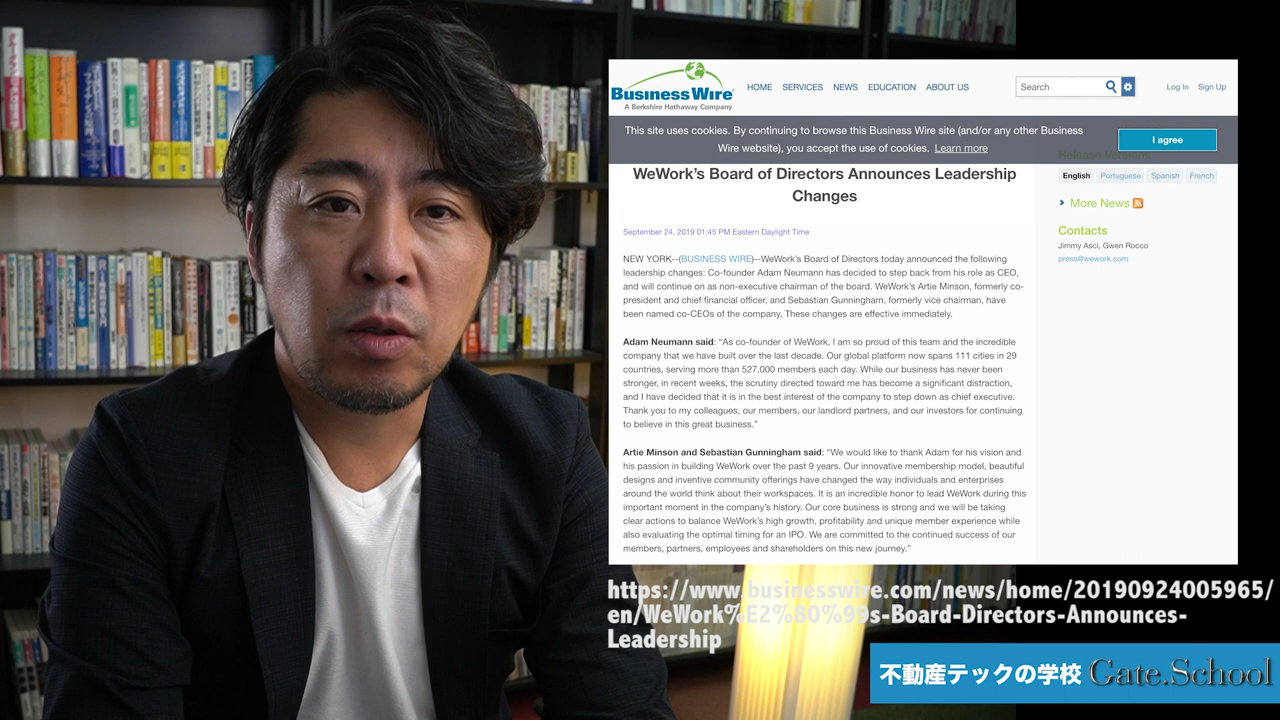 BusinessWire
A Berkshire Hathaway Company
HOME SERVICES NEWS EDUCATION ABOUT US
Search
Log In Sign Up
This site uses cookies. By continuing to browse this Business Wire site (and/or any other Business
Wire website), you accept the use of cookies. Learn more
I agree
Release Versions
English Portuguese Spanish French
More News
Contacts
Jimmy Asci, Gwen Rocco
press@wework.com
WeWork's Board of Directors Announces Leadership
Changes
September 24, 2019 01:45 PM Eastern Daylight Time
NEW YORK--(BUSINESS WIRE)--WeWork's Board of Directors today announced the following
leadership changes: Co-founder Adam Neumann has decided to step back from his role as CEO,
and will continue on as non-executive chairman of the board. WeWork's Artie Minson, formerly co-
president and chief financial officer, and Sebastian Gunningham, formerly vice chairman, have
been named co-CEOs of the company. These changes are effective immediately.
Adam Neumann said: “As co-founder of WeWork, I am so proud of this team and the incredible
company that we have built over the last decade. Our global platform now spans 111 cities in 29
countries, serving more than 527,000 members each day. While our business has never been
stronger, in recent weeks, the scrutiny directed toward me has become a significant distraction,
and I have decided that it is in the best interest of the company to step down as chief executive.
Thank you to my colleagues, our members, our landlord partners, and our investors for continuing
to believe in this great business.”
Artie Minson and Sebastian Gunningham said: “We would like to thank Adam for his vision and
his passion in building WeWork over the past 9 years. Our innovative membership model, beautiful
designs and inventive community offerings have changed the way individuals and enterprises
around the world think about their workspaces. It is an incredible honor to lead WeWork during this
important moment in the company's history. Our core business is strong and we will be taking
clear actions to balance WeWork's high growth, profitability and unique member experience while
also evaluating the optimal timing for an IPO. We are committed to the continued success of our
members, partners, employees and shareholders on this new journey.”
https://www.businesswire.com/news/home/20190924005965/
en/WeWork%E2%80%99s-Board-Directors-Announces-
Leadership
不動産テックの学校 Gate.School